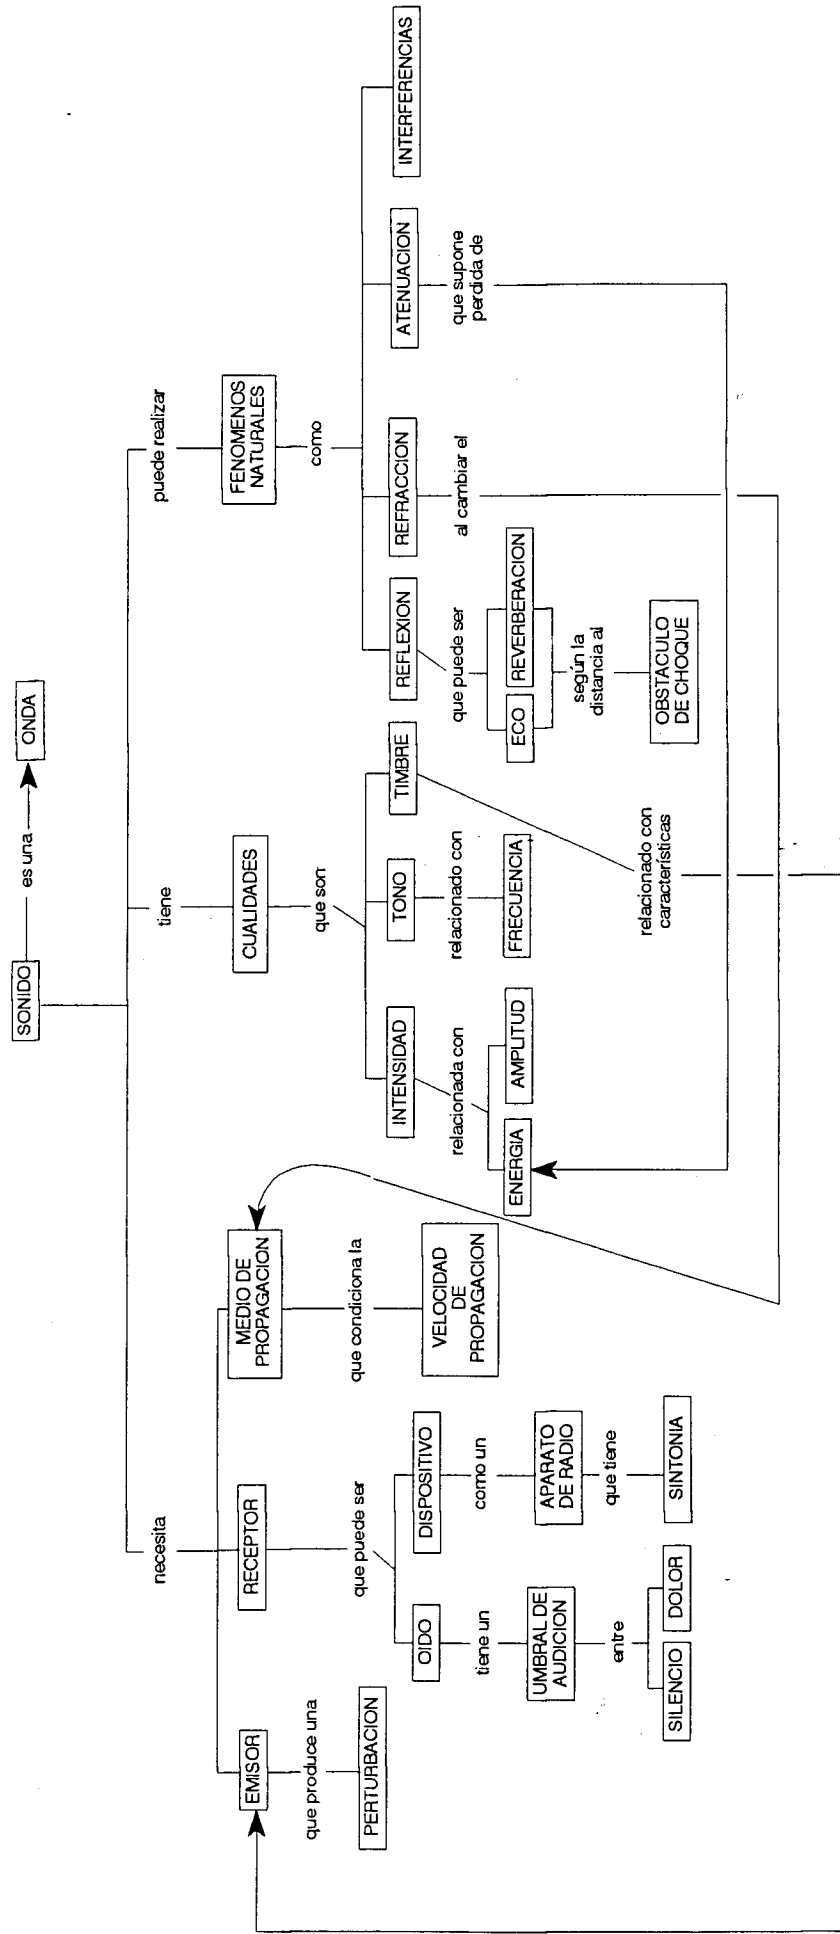 SONIDO
es una
ONDA
necesita
tiene
puede realizar
EMISOR
RECEPTOR
MEDIO DE
PROPAGACION
CUALIDADES
FENOMENOS
NATURALES
que produce una
que puede ser
que condiciona la
que son
como
PERTURBACION
OIDO
DISPOSITIVO
VELOCIDAD
DE
PROPAGACION
INTENSIDAD
TONO
TIMBRE
REFLEXION
REFRACCION
ATENUACION
INTERFERENCIAS
tiene un
como un
relacionada con
relacionado con
que puede ser
al cambiar el
que supone
perdida de
UMBRAL DE
AUDICION
APARATO
DE RADIO
ENERGIA
AMPLITUD
FRECUENCIA
ECO
REVERBERACION
entre
que tiene
según la
distancia al
SILENCIO
DOLOR
SINTONIA
relacionado con
características
OBSTACULO
DE CHOQUE